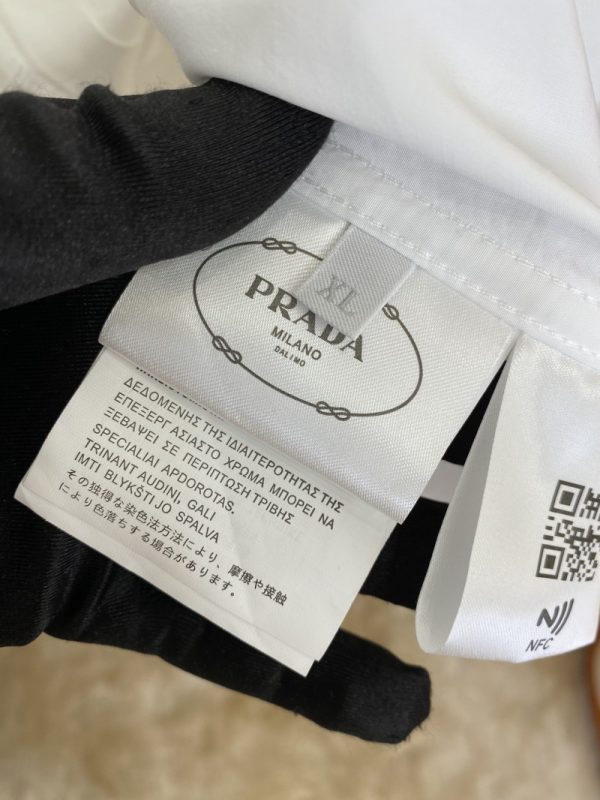 XL
PRADA
MILANO
DAL 1MO
ΔΕΔΟΜΕΝΗΣ ΤΗΣ ΙΔΙΑΙΤΕΡΟΤΗΤΑΣ ΤΗΣ
ΕΠΕΞΕΡΓ ΑΣΙΑΣΤΟ ΧΡΩΜΑ ΜΠΟΡΕΙ ΝΑ
ΞΕΒΑΨΕΙ ΣΕ ΠΕΡΙΠΤΩΣΗ ΤΡΙΒΗΣ
SPECIALIAI APDOROTAS.
TRINANT AUDINI, GALI
IMTI BLYKŠTI JO SPALVA
その独得な染色法方法により、摩擦や接触
により色落ちする場合があります。
NFC